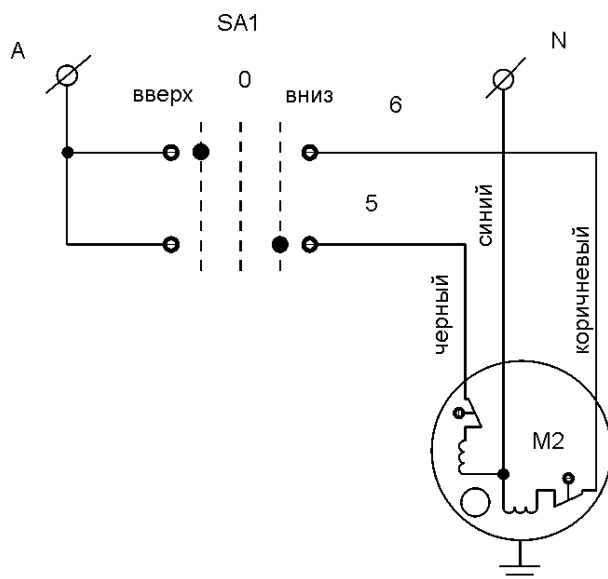 SA1
A
N
0
вверх
вниз
6
5
синий
черный
коричневый
M2